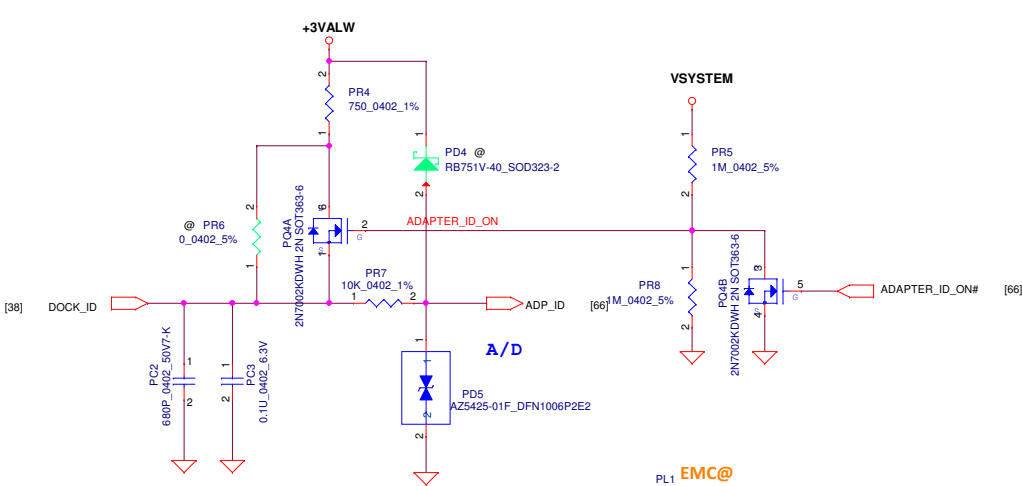 +3VALW
2
PR4
750_0402_1%
1
VSYSTEM
1
PR5
1M_0402_5%
2
1
PD4 @
RB751V-40_SOD323-2
2
2
@ PR6
0_0402_5%
1
PQ4A
2N7002KDWH 2N SOT363-6
6
D
S
1
2
G
ADAPTER_ID_ON
PR7
10K_0402_1%
1
2
[38]
DOCK_ID
ADP_ID
[66]
1
PR8
1M_0402_5%
2
PQ4B
2N7002KDWH 2N SOT363-6
3
D
S
4
5
G
ADAPTER_ID_ON#
[66]
A/D
PC2
680P_0402_50V7-K
1
2
PC3
0.1U_0402_6.3V
1
2
1
1
2
2
PD5
AZ5425-01F_DFN1006P2E2
PL1
EMC@